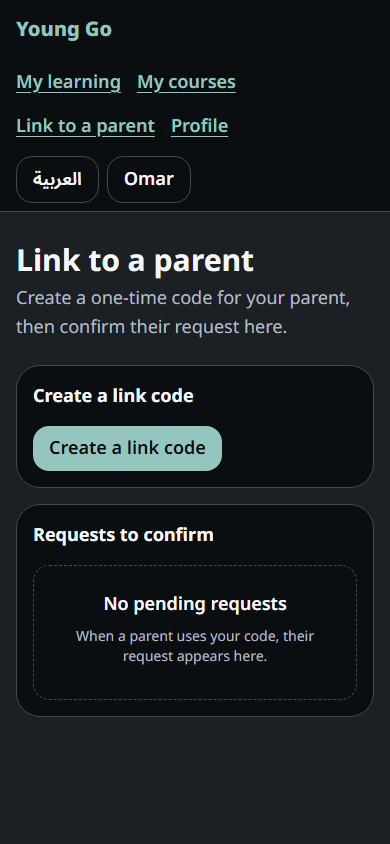 Young Go
My learning My courses
Link to a parent Profile
العربية Omar
Link to a parent
Create a one-time code for your parent,
then confirm their request here.
Create a link code
Create a link code
Requests to confirm
No pending requests
When a parent uses your code, their
request appears here.